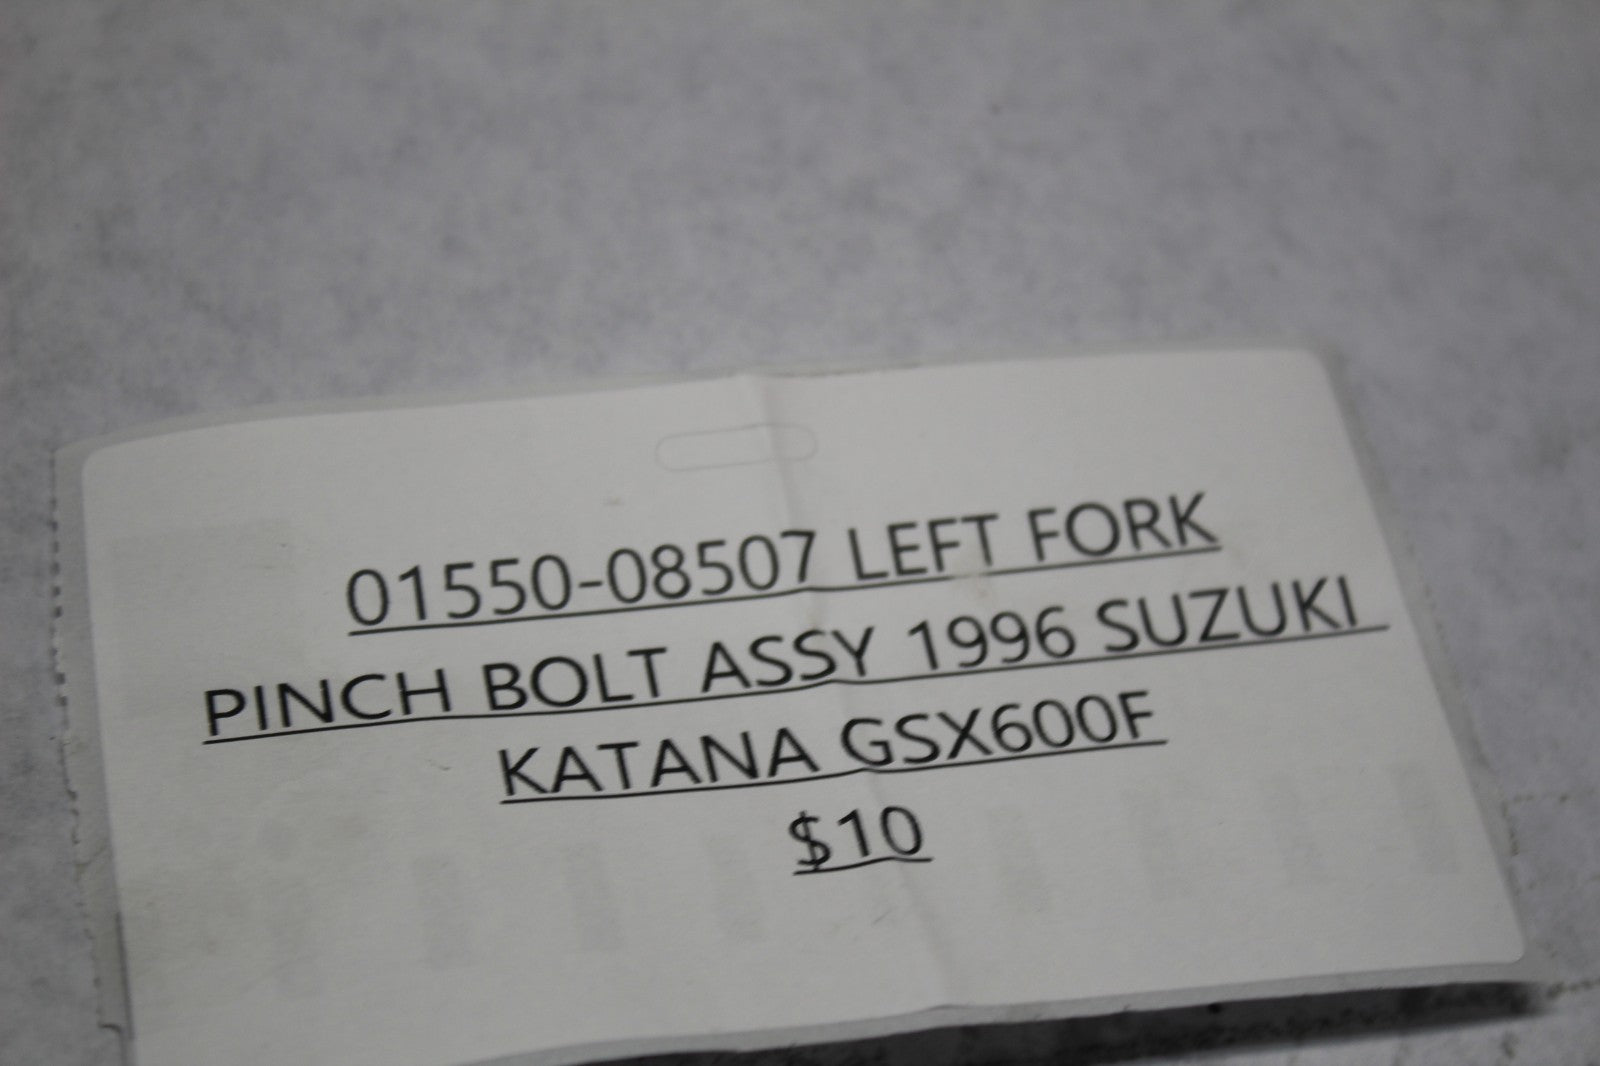 01550-08507 LEFT FORK
PINCH BOLT ASSY 1996 SUZUKI
KATANA GSX600F
$10